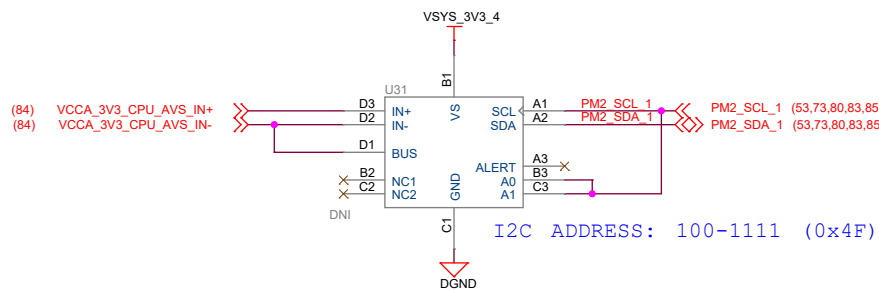 VSYS_3V3_4
B1
U31
(84) VCCA_3V3_CPU_AVS_IN+ D3 IN+ VS SCL A1 PM2_SCL_1 PM2_SCL_1 (53,73,80,83,85
(84) VCCA_3V3_CPU_AVS_IN- D2 IN- SDA A2 PM2_SDA_1 PM2_SDA_1 (53,73,80,83,85
D1 BUS
ALERT A3
B2 NC1 A0 B3
C2 NC2 GND A1 C3
DNI
C1
I2C ADDRESS: 100-1111 (0x4F)
DGND